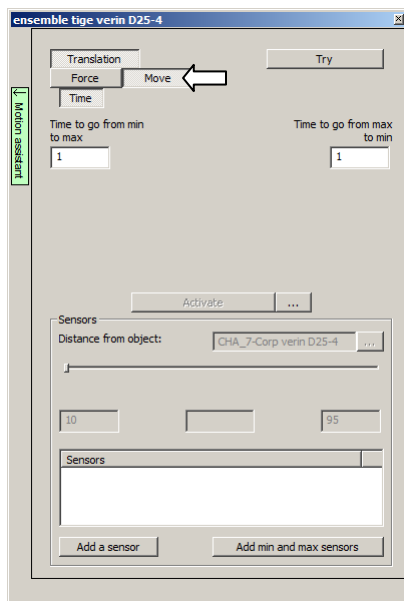 ensemble tige verin D25-4
Translation
Try
Force
Move
Time
Motion assistant
Time to go from min
to max
Time to go from max
to min
1
1
Activate
...
Sensors
Distance from object:
CHA_7-Corp verin D25-4
...
10
95
Sensors
Add a sensor
Add min and max sensors